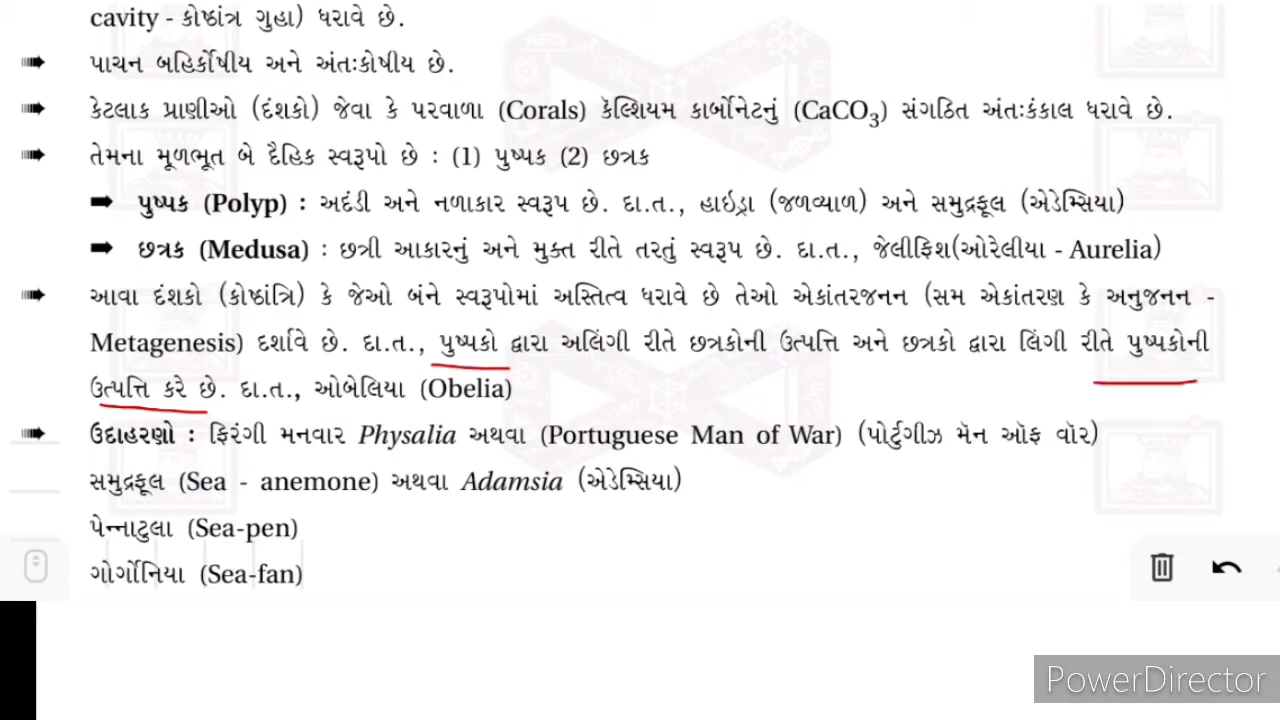 cavity - કોષ્ઠાંત્ર ગુહા) ધરાવે છે.
➠ પાચન બહિર્કોષીય અને અંતઃકોષીય છે.
➠ કેટલાક પ્રાણીઓ (દંશકો) જેવા કે પરવાળા (Corals) કૅલ્શિયમ કાર્બોનેટનું (CaCO₃) સંગઠિત અંતઃકંકાલ ધરાવે છે.
➠ તેમના મૂળભૂત બે દૈહિક સ્વરૂપો છે : (1) પુષ્પક (2) છત્રક
➡ પુષ્પક (Polyp) : અદંડી અને નળાકાર સ્વરૂપ છે. દા.ત., હાઇડ્રા (જળવ્યાળ) અને સમુદ્રફૂલ (એડેમ્સિયા)
➡ છત્રક (Medusa) : છત્રી આકારનું અને મુક્ત રીતે તરતું સ્વરૂપ છે. દા.ત., જેલીફિશ(ઓરેલીયા - Aurelia)
➠ આવા દંશકો (કોષ્ઠાંત્રિ) કે જેઓ બંને સ્વરૂપોમાં અસ્તિત્વ ધરાવે છે તેઓ એકાંતરજનન (સમ એકાંતરણ કે અનુજનન -
Metagenesis) દર્શાવે છે. દા.ત., પુષ્પકો દ્વારા અલિંગી રીતે છત્રકોની ઉત્પત્તિ અને છત્રકો દ્વારા લિંગી રીતે પુષ્પકોની
ઉત્પત્તિ કરે છે. દા.ત., ઓબેલિયા (Obelia)
➠ ઉદાહરણો : ફિરંગી મનવાર Physalia અથવા (Portuguese Man of War) (પોર્ટુગીઝ મૅન ઑફ વૉર)
સમુદ્રફૂલ (Sea - anemone) અથવા Adamsia (એડેમ્સિયા)
પેન્નાટુલા (Sea-pen)
ગોર્ગોનિયા (Sea-fan)
PowerDirector